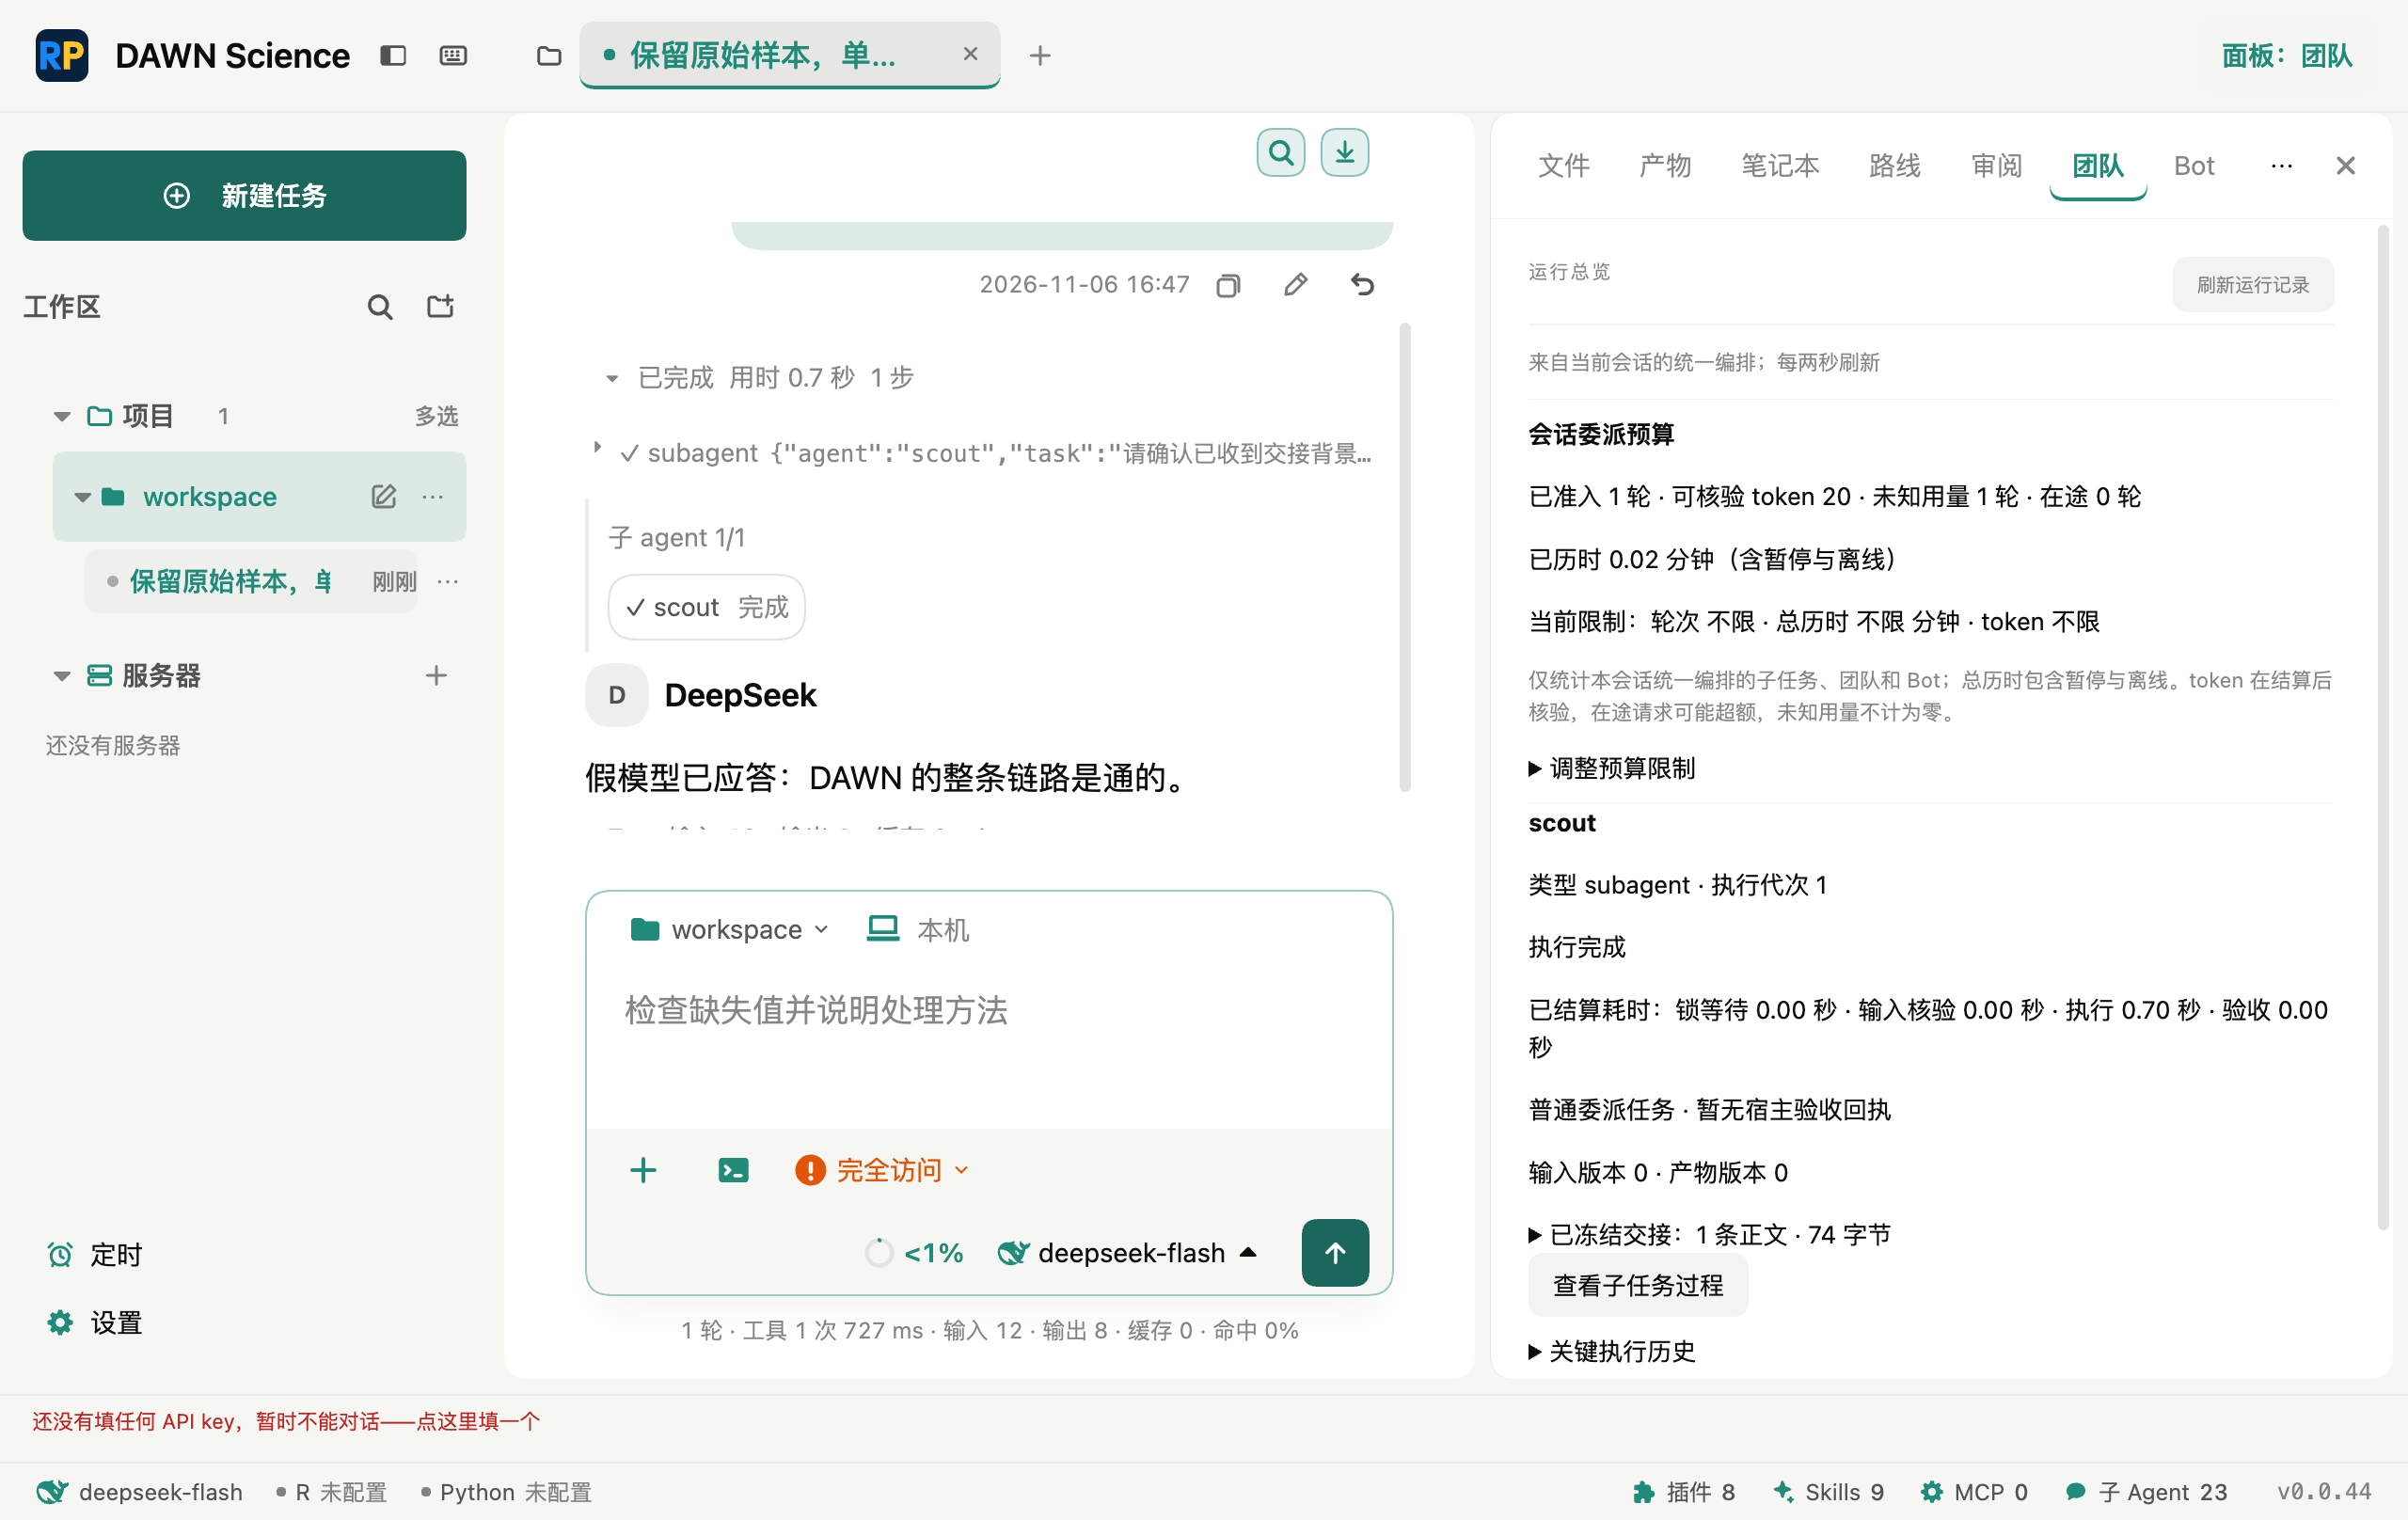 RP DAWN Science
保留原始样本，单...
面板：团队
新建任务
工作区
项目 1 多选
workspace
保留原始样本，单 刚刚
服务器
还没有服务器
定时
设置
2026-11-06 16:47
已完成 用时 0.7 秒 1 步
subagent {"agent":"scout","task":"请确认已收到交接背景…
子 agent 1/1
scout 完成
D DeepSeek
假模型已应答：DAWN 的整条链路是通的。
workspace 本机
检查缺失值并说明处理方法
完全访问
<1% deepseek-flash
1 轮 · 工具 1 次 727 ms · 输入 12 · 输出 8 · 缓存 0 · 命中 0%
文件 产物 笔记本 路线 审阅 团队 Bot
运行总览
刷新运行记录
来自当前会话的统一编排；每两秒刷新
会话委派预算
已准入 1 轮 · 可核验 token 20 · 未知用量 1 轮 · 在途 0 轮
已历时 0.02 分钟（含暂停与离线）
当前限制：轮次 不限 · 总历时 不限 分钟 · token 不限
仅统计本会话统一编排的子任务、团队和 Bot；总历时包含暂停与离线。token 在结算后
核验，在途请求可能超额，未知用量不计为零。
调整预算限制
scout
类型 subagent · 执行代次 1
执行完成
已结算耗时：锁等待 0.00 秒 · 输入核验 0.00 秒 · 执行 0.70 秒 · 验收 0.00
秒
普通委派任务 · 暂无宿主验收回执
输入版本 0 · 产物版本 0
已冻结交接：1 条正文 · 74 字节
查看子任务过程
关键执行历史
还没有填任何 API key，暂时不能对话——点这里填一个
deepseek-flash R 未配置 Python 未配置
插件 8 Skills 9 MCP 0 子 Agent 23 v0.0.44